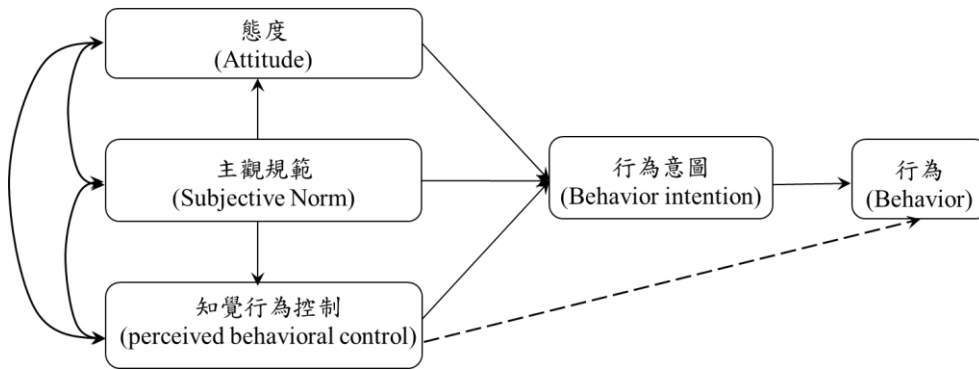 態度
(Attitude)
主觀規範
(Subjective Norm)
知覺行為控制
(perceived behavioral control)
行為意圖
(Behavior intention)
行為
(Behavior)